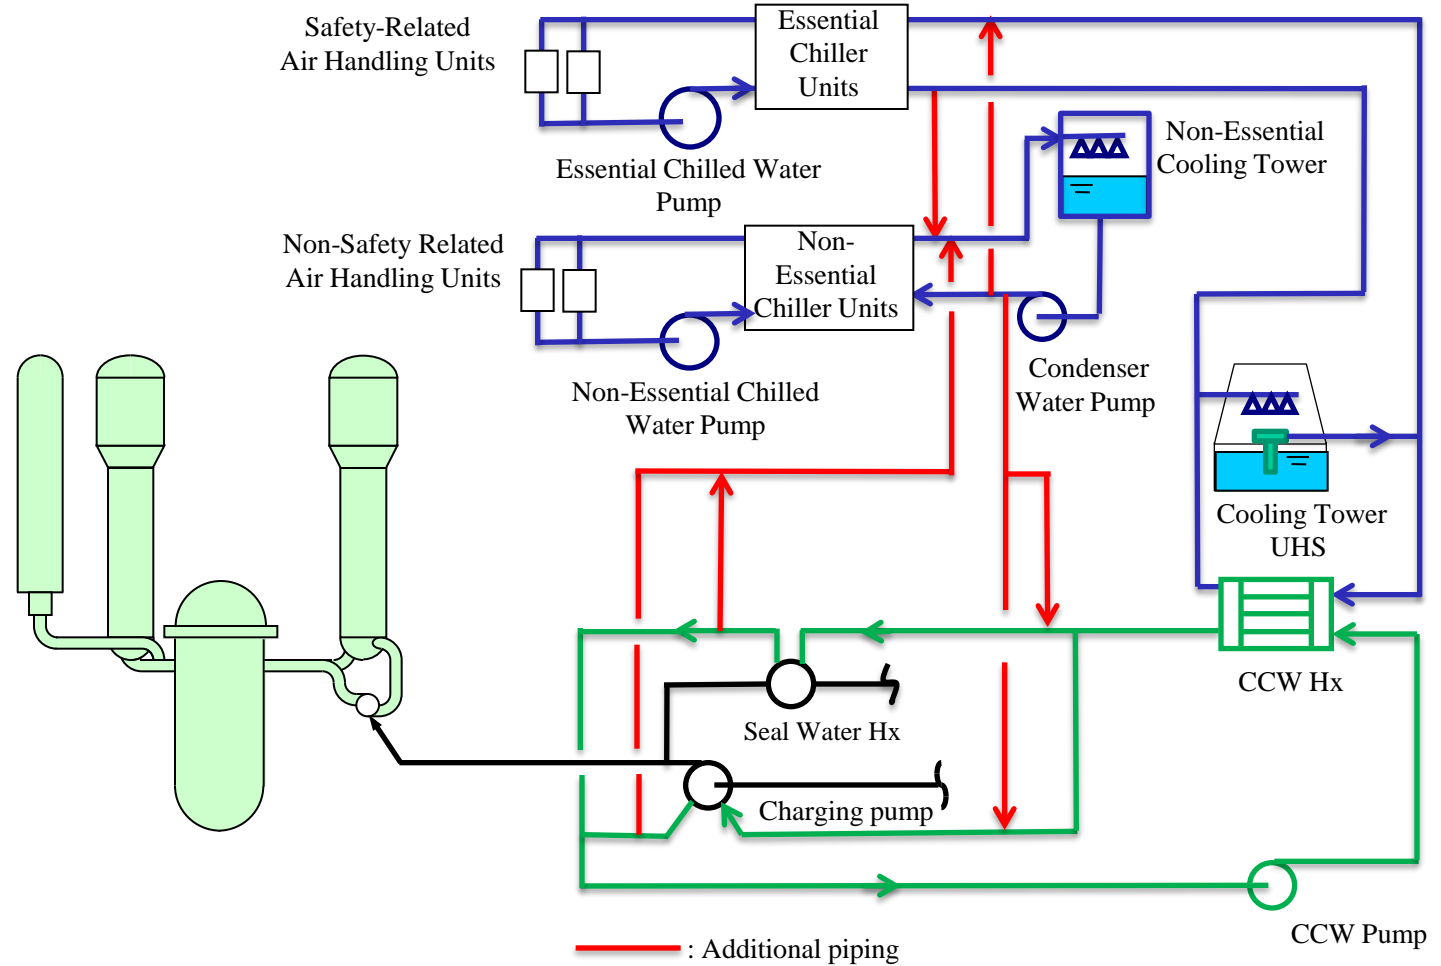 Safety-Related
Air Handling Units
Essential
Chiller
Units
Essential Chilled Water
Pump
Non-Essential
Cooling Tower
Non-Safety Related
Air Handling Units
Non-
Essential
Chiller Units
Non-Essential Chilled
Water Pump
Condenser
Water Pump
Cooling Tower
UHS
CCW Hx
Seal Water Hx
Charging pump
CCW Pump
: Additional piping